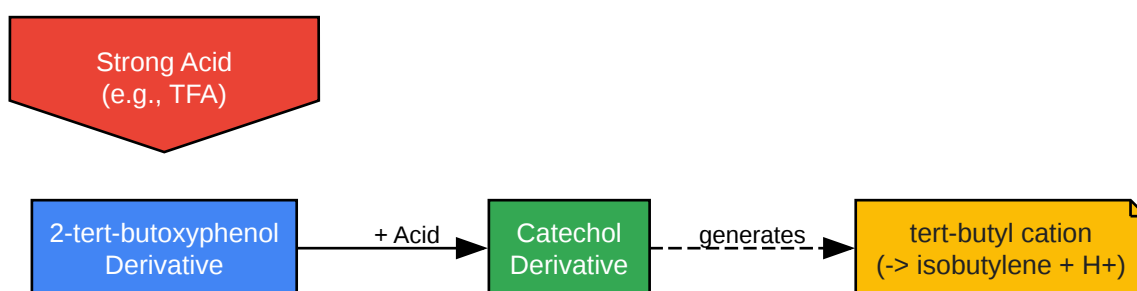 Strong Acid
(e.g., TFA)
2-tert-butoxyphenol
Derivative
+ Acid
Catechol
Derivative
generates
tert-butyl cation
(-> isobutylene + H+)